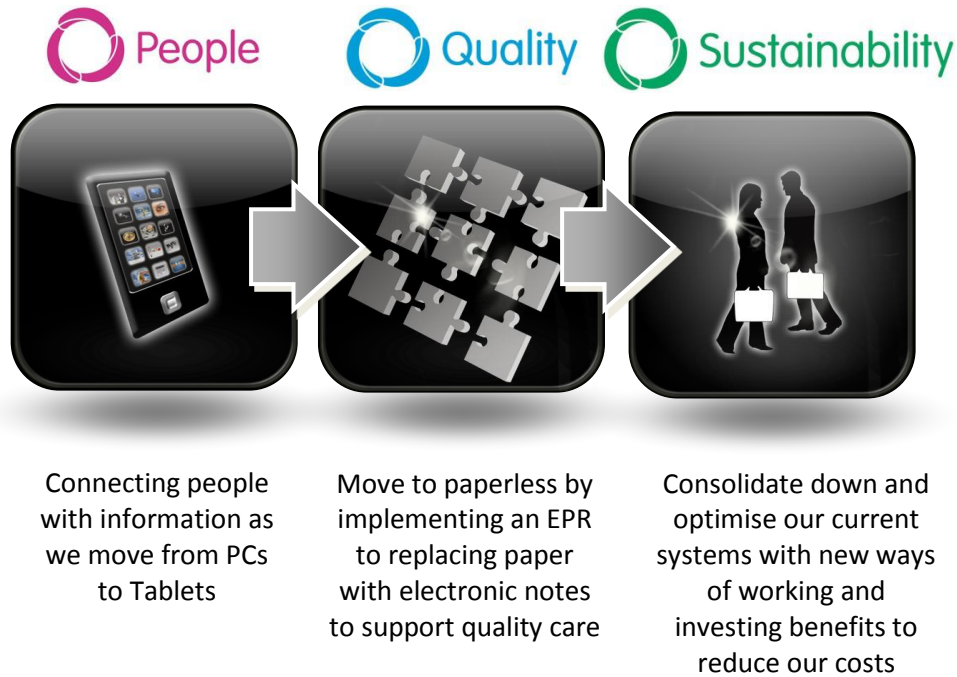 People
Quality
Sustainability
Connecting people
with information as
we move from PCs
to Tablets
Move to paperless by
implementing an EPR
to replacing paper
with electronic notes
to support quality care
Consolidate down and
optimise our current
systems with new ways
of working and
investing benefits to
reduce our costs